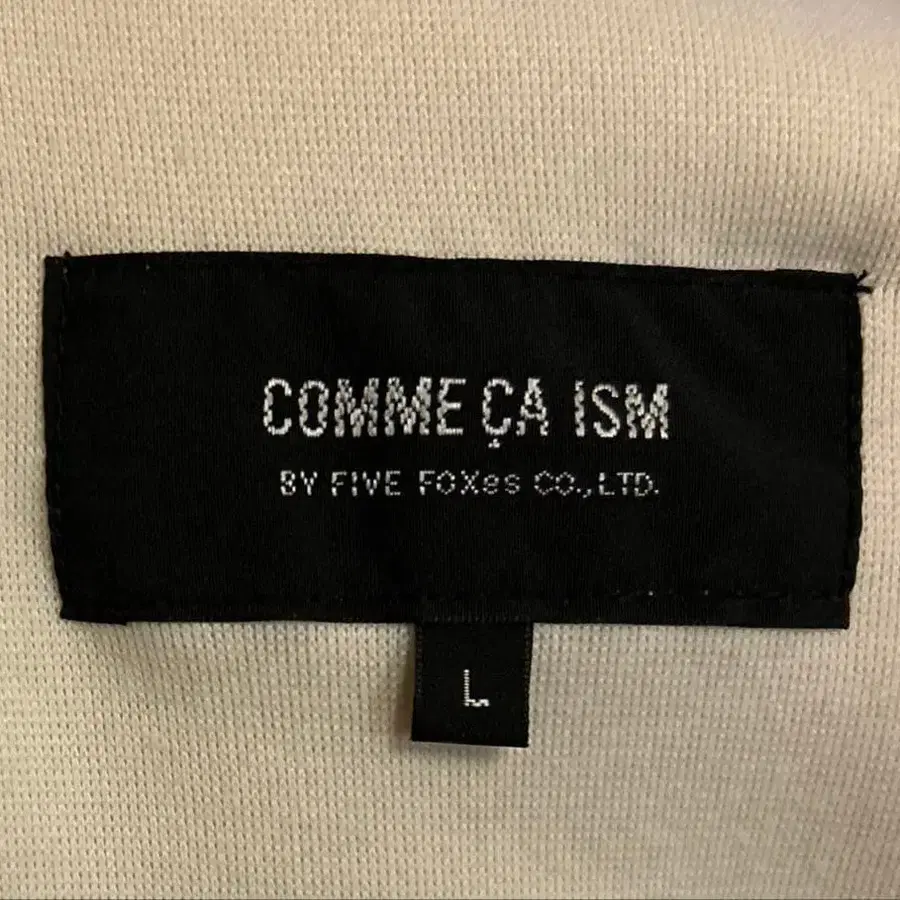 COMME ÇA ISM
BY FIVE FOXes CO.,LTD.
L